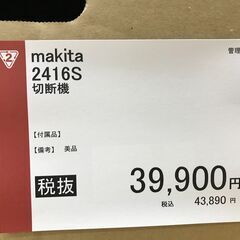 2
makita
管理
2416S
切断機
【付属品】
【備考】 美品
税抜
39,900円
税込 43,890円